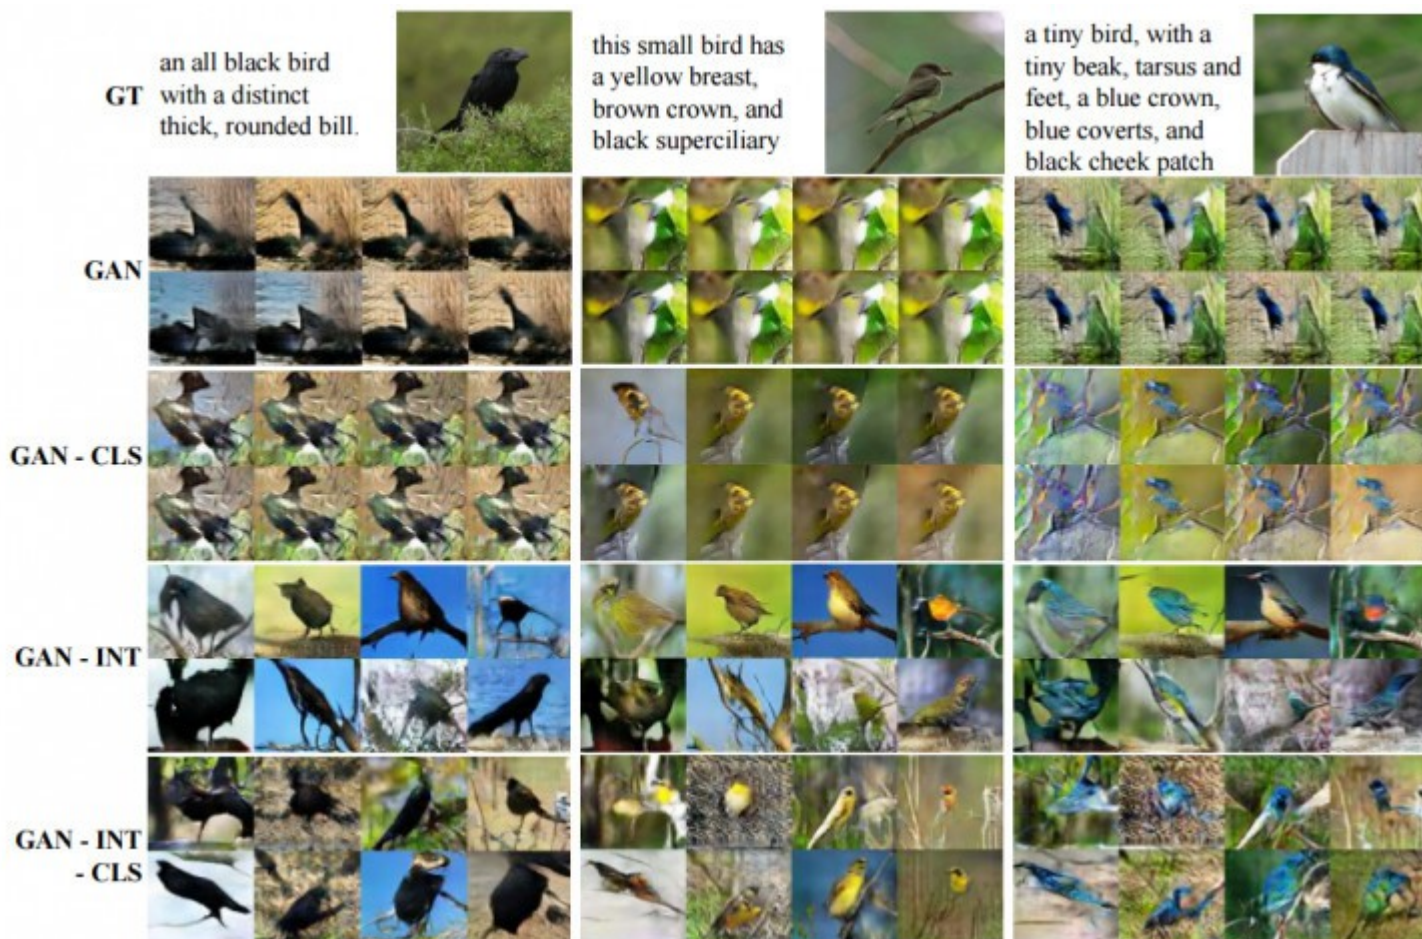 GT
an all black bird
with a distinct
thick, rounded bill.
this small bird has
a yellow breast,
brown crown, and
black superciliary
a tiny bird, with a
tiny beak, tarsus and
feet, a blue crown,
blue coverts, and
black cheek patch
GAN
GAN - CLS
GAN - INT
GAN - INT
- CLS